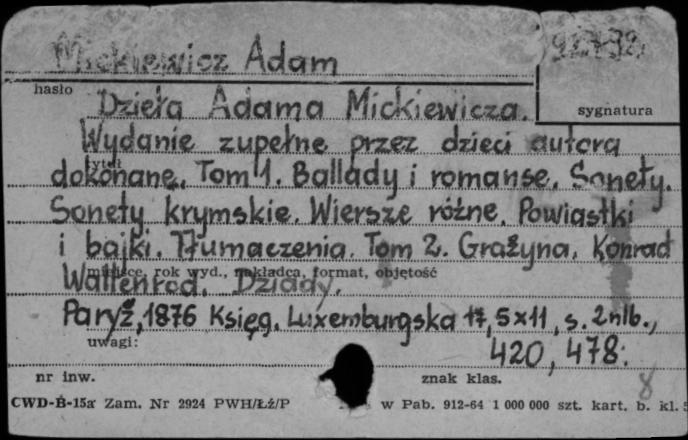 Mickiewicz Adam
hasło
Dzieła Adama Mickiewicza.
sygnatura
Wydanie zupełne przez dzieci autora
tytuł
dokonane. Tom 1. Ballady i romanse. Sonety.
Sonety krymskie. Wiersze różne. Powiastki
i bajki. Tłumaczenia. Tom 2. Grażyna. Konrad
miejsce, rok wyd., nakładca, format, objętość
Wallenrod. Dziady.
Paryż, 1876 Księg. Luxemburgska 17,5x11, s. 2nlb.,
uwagi:
420, 478.
nr inw.
znak klas.
8
CWD-B-15a Zam. Nr 2924 PWH/Łź/P w Pab. 912-64 1 000 000 szt. kart. b. kl. 5